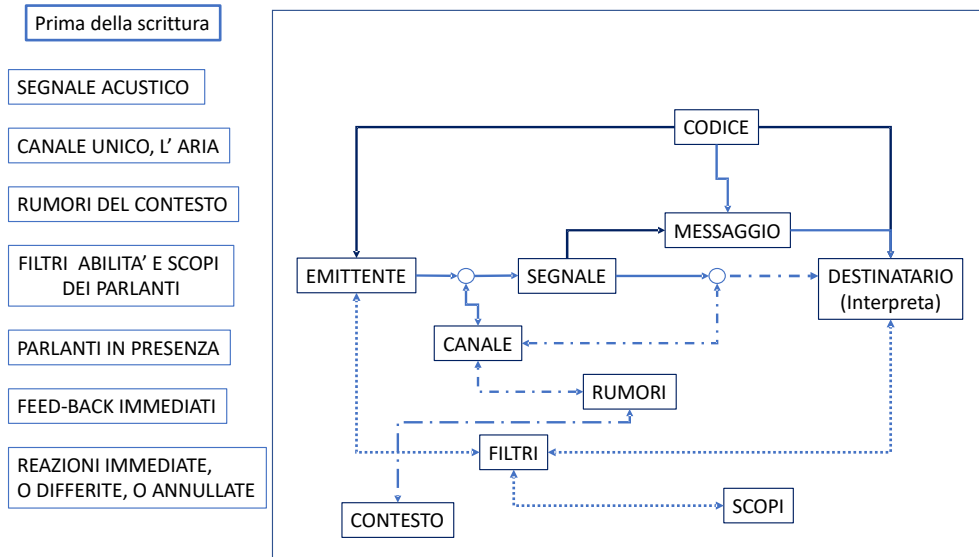 Prima della scrittura
SEGNALE ACUSTICO
CANALE UNICO, L’ ARIA
RUMORI DEL CONTESTO
FILTRI ABILITA’ E SCOPI
DEI PARLANTI
PARLANTI IN PRESENZA
FEED-BACK IMMEDIATI
REAZIONI IMMEDIATE,
O DIFFERITE, O ANNULLATE
CODICE
MESSAGGIO
EMITTENTE
SEGNALE
DESTINATARIO
(Interpreta)
CANALE
RUMORI
FILTRI
SCOPI
CONTESTO